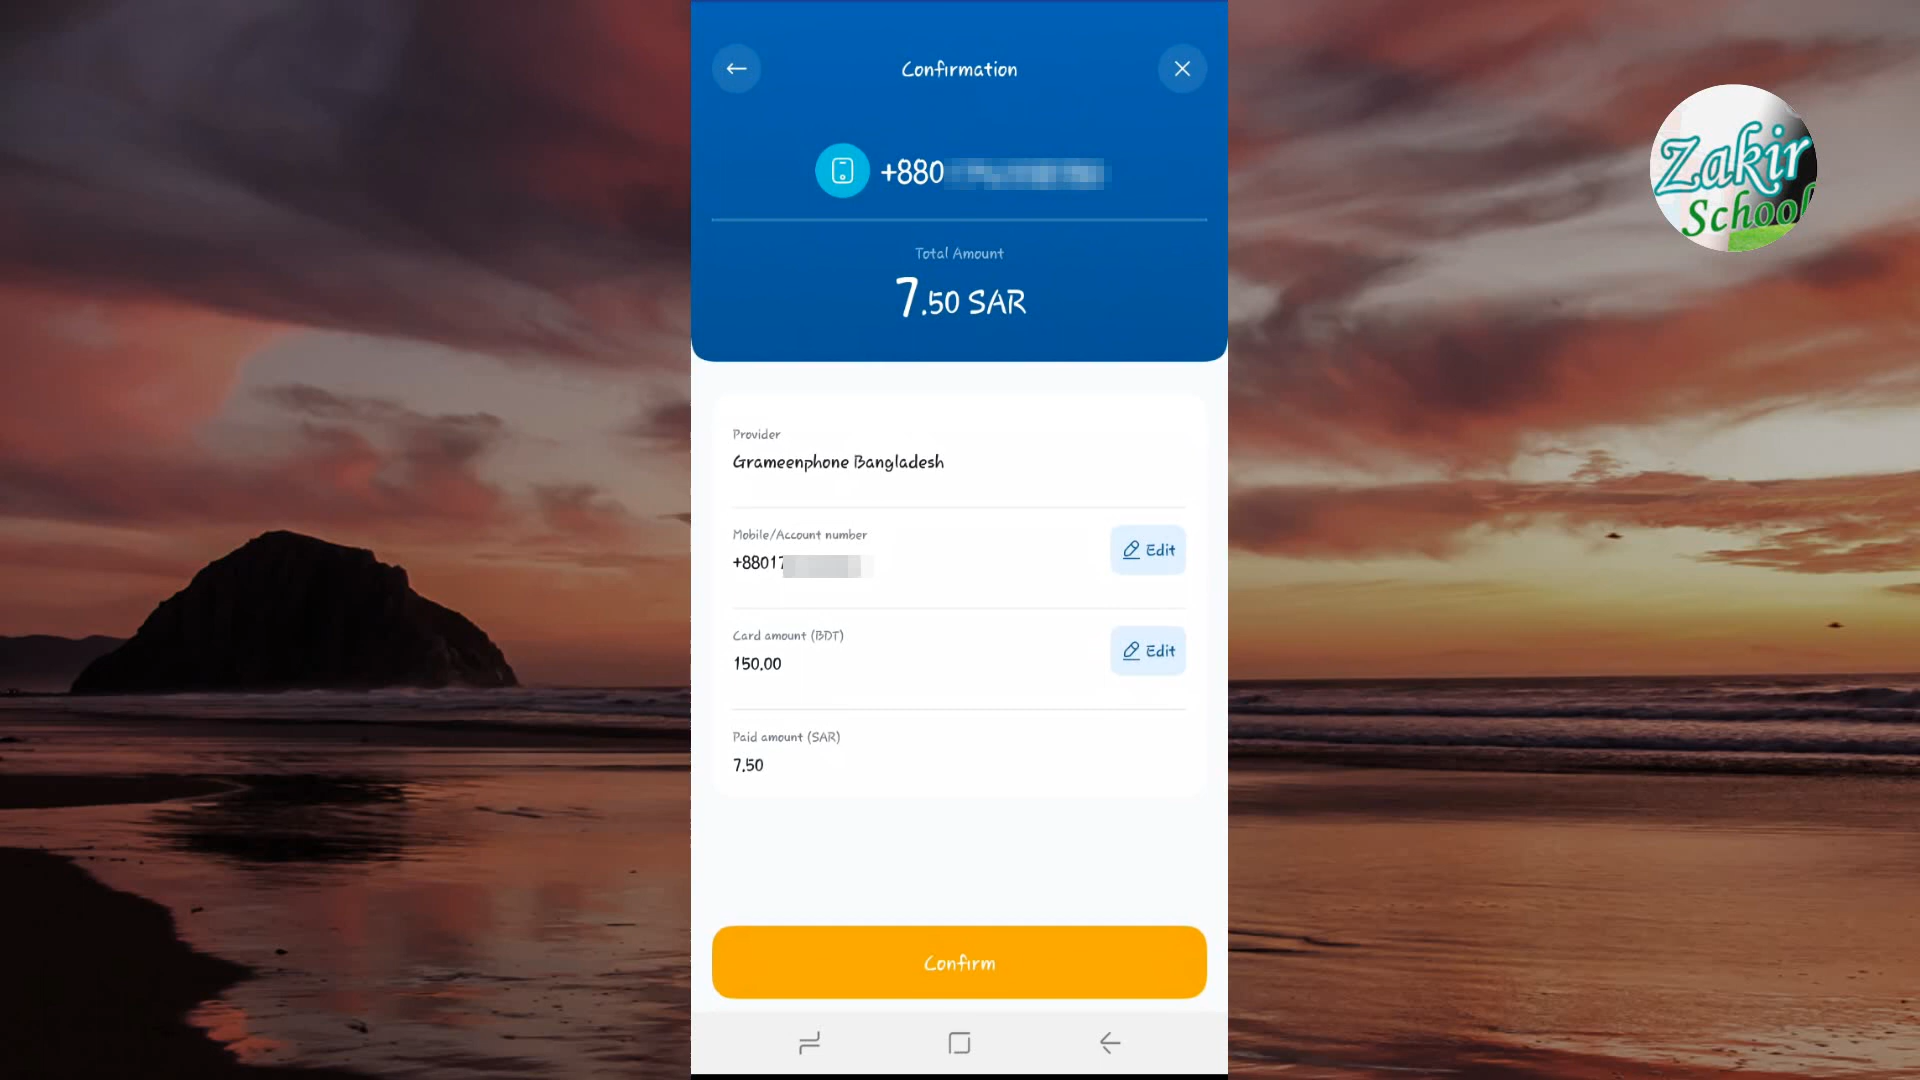 Confirmation
+880
Total Amount
7.50 SAR
Provider
Grameenphone Bangladesh
Mobile/Account number
+88017
Edit
Card amount (BDT)
150.00
Edit
Paid amount (SAR)
7.50
Confirm
Zakir
School